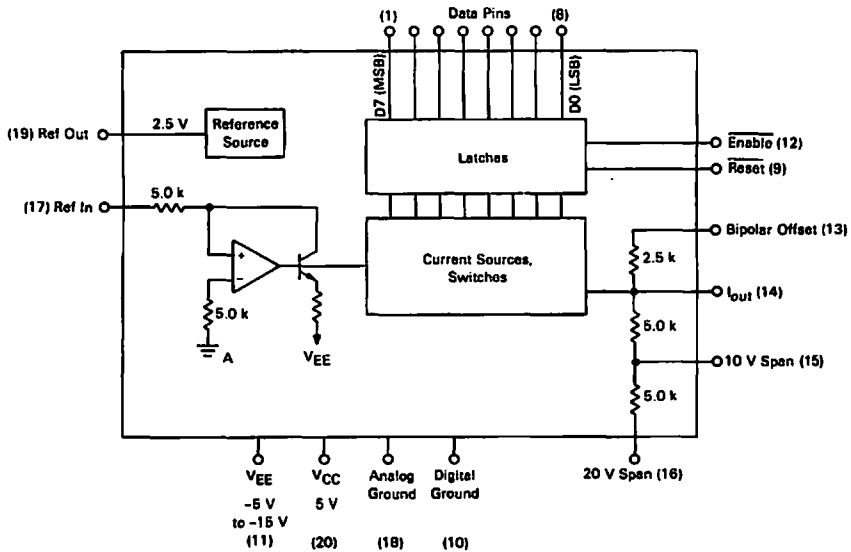 Data Pins
(1) (8)
D7 (MSB)
D0 (LSB)
(19) Ref Out
2.5 V
Reference
Source
Latches
Enable (12)
Reset (9)
(17) Ref In
5.0 k
+
−
5.0 k
A
VEE
Current Sources,
Switches
Bipolar Offset (13)
2.5 k
Iout (14)
5.0 k
10 V Span (15)
5.0 k
20 V Span (16)
VEE
-5 V
to -15 V
(11)
VCC
5 V
(20)
Analog
Ground
(18)
Digital
Ground
(10)